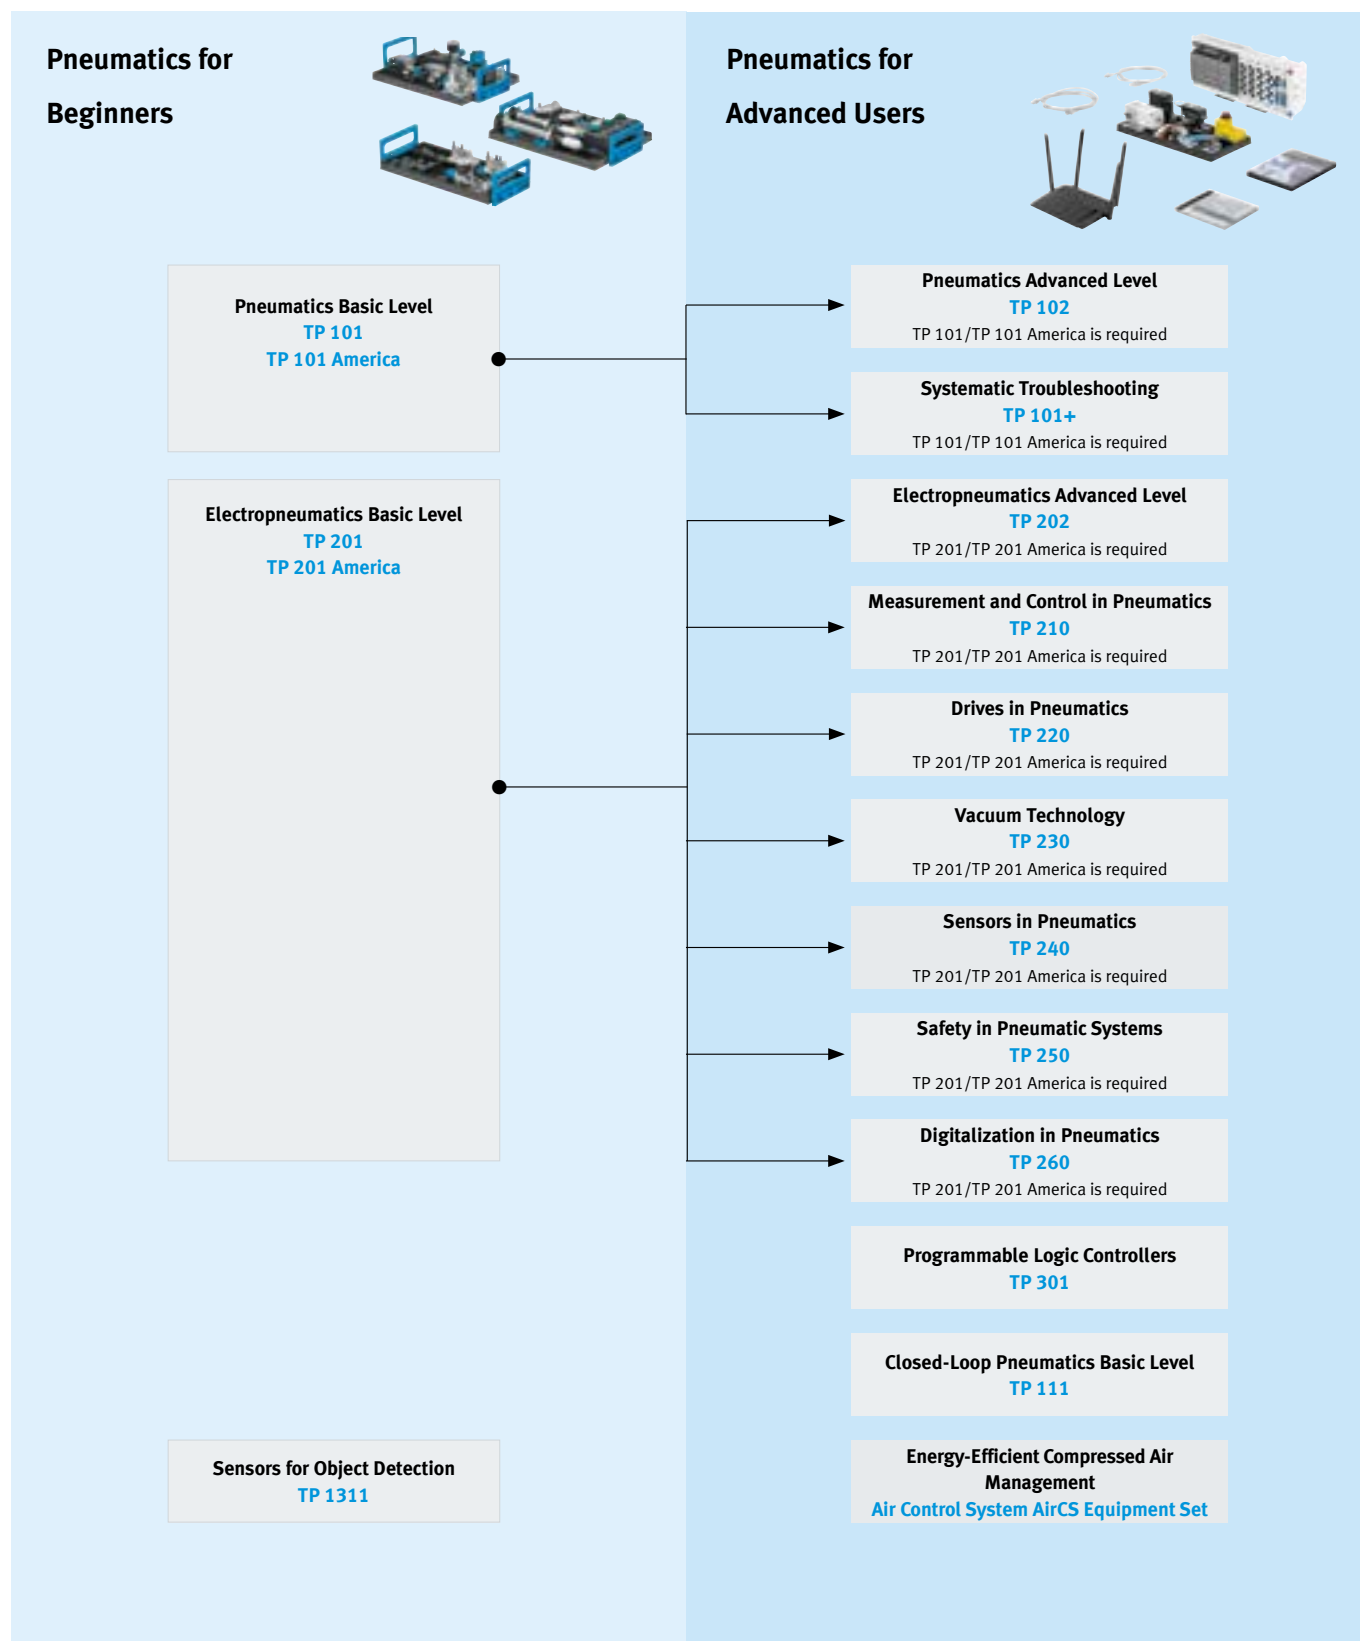 Pneumatics for
Beginners
Pneumatics for
Advanced Users
Pneumatics Basic Level
TP 101
TP 101 America
Pneumatics Advanced Level
TP 102
TP 101/TP 101 America is required
Systematic Troubleshooting
TP 101+
TP 101/TP 101 America is required
Electropneumatics Basic Level
TP 201
TP 201 America
Electropneumatics Advanced Level
TP 202
TP 201/TP 201 America is required
Measurement and Control in Pneumatics
TP 210
TP 201/TP 201 America is required
Drives in Pneumatics
TP 220
TP 201/TP 201 America is required
Vacuum Technology
TP 230
TP 201/TP 201 America is required
Sensors in Pneumatics
TP 240
TP 201/TP 201 America is required
Safety in Pneumatic Systems
TP 250
TP 201/TP 201 America is required
Digitalization in Pneumatics
TP 260
TP 201/TP 201 America is required
Programmable Logic Controllers
TP 301
Closed-Loop Pneumatics Basic Level
TP 111
Sensors for Object Detection
TP 1311
Energy-Efficient Compressed Air
Management
Air Control System AirCS Equipment Set